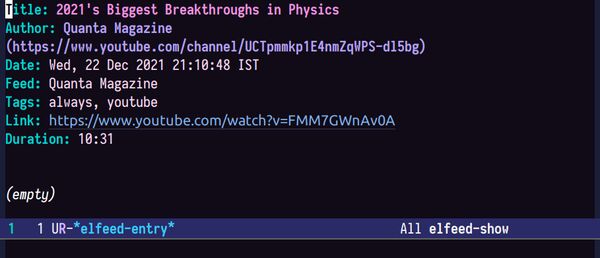 Title: 2021's Biggest Breakthroughs in Physics
Author: Quanta Magazine
(https://www.youtube.com/channel/UCTpmmkp1E4nmZqWPS-dl5bg)
Date: Wed, 22 Dec 2021 21:10:48 IST
Feed: Quanta Magazine
Tags: always, youtube
Link: https://www.youtube.com/watch?v=FMM7GWnAv0A
Duration: 10:31
(empty)
1 1 UR-*elfeed-entry* All elfeed-show